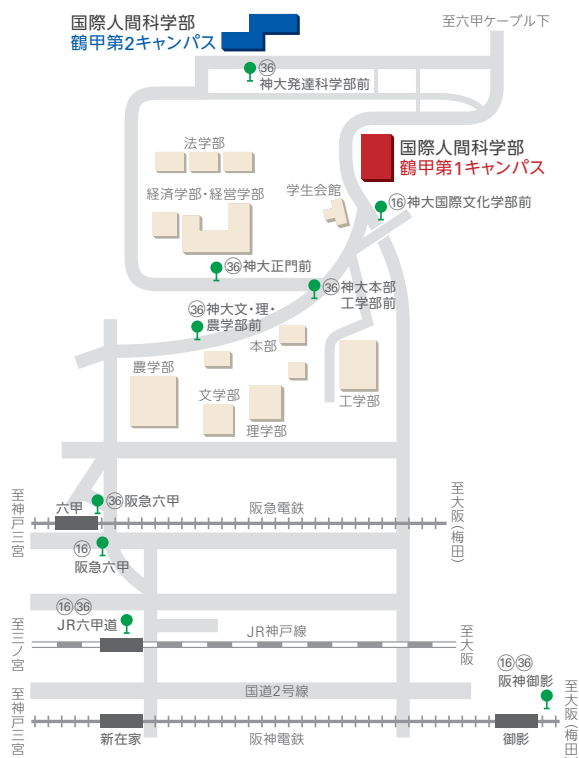 国際人間科学部
鶴甲第2キャンパス
至六甲ケーブル下
㊱
神大発達科学部前
法学部
国際人間科学部
鶴甲第1キャンパス
経済学部・経営学部
学生会館
⑯神大国際文化学部前
㊱神大正門前
㊱神大本部
工学部前
㊱神大文・理・
農学部前
本部
農学部
文学部
理学部
工学部
至神戸三宮
六甲
㊱阪急六甲
阪急電鉄
至大阪(梅田)
⑯
阪急六甲
⑯㊱
JR六甲道
至三ノ宮
JR神戸線
至大阪
⑯㊱
阪神御影
至神戸三宮
国道2号線
至大阪(梅田)
新在家
阪神電鉄
御影